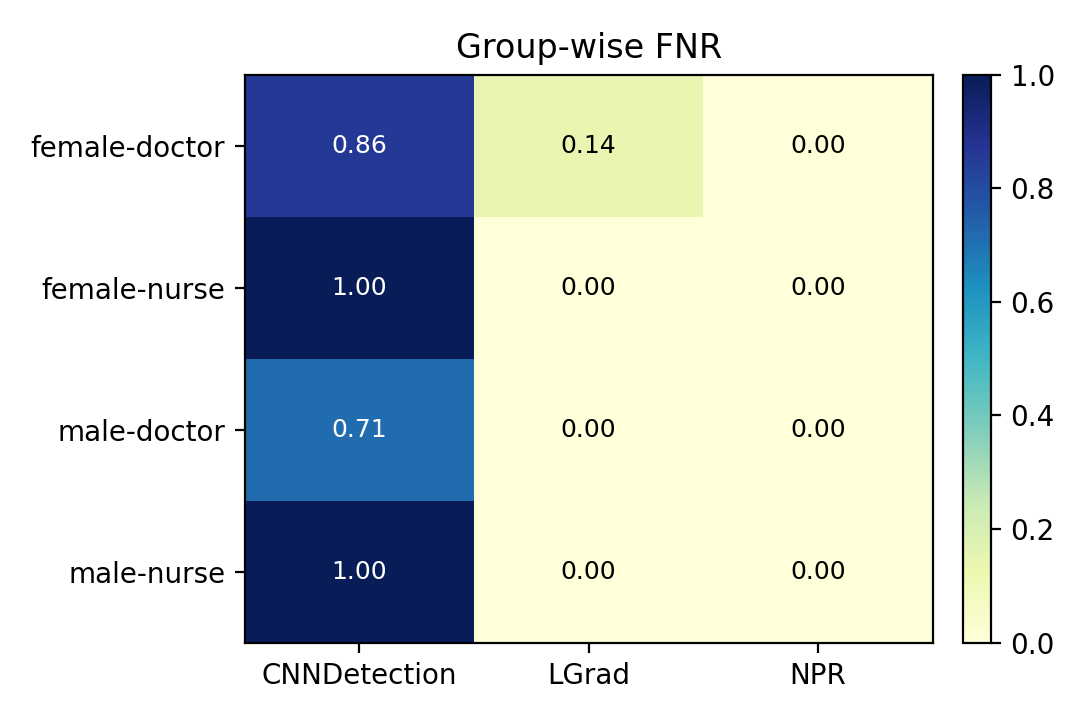 Group-wise FNR
female-doctor 0.86 0.14 0.00
female-nurse 1.00 0.00 0.00
male-doctor 0.71 0.00 0.00
male-nurse 1.00 0.00 0.00
CNNDetection LGrad NPR
1.0
0.8
0.6
0.4
0.2
0.0